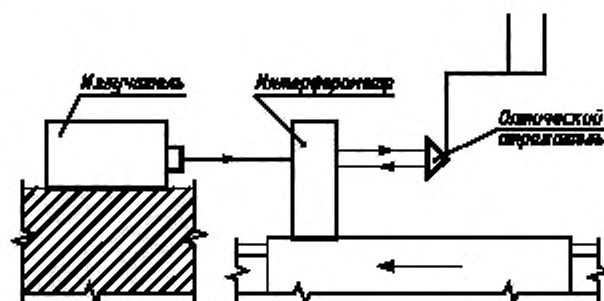 Излучатель
Интерферометр
Оптический
отражатель